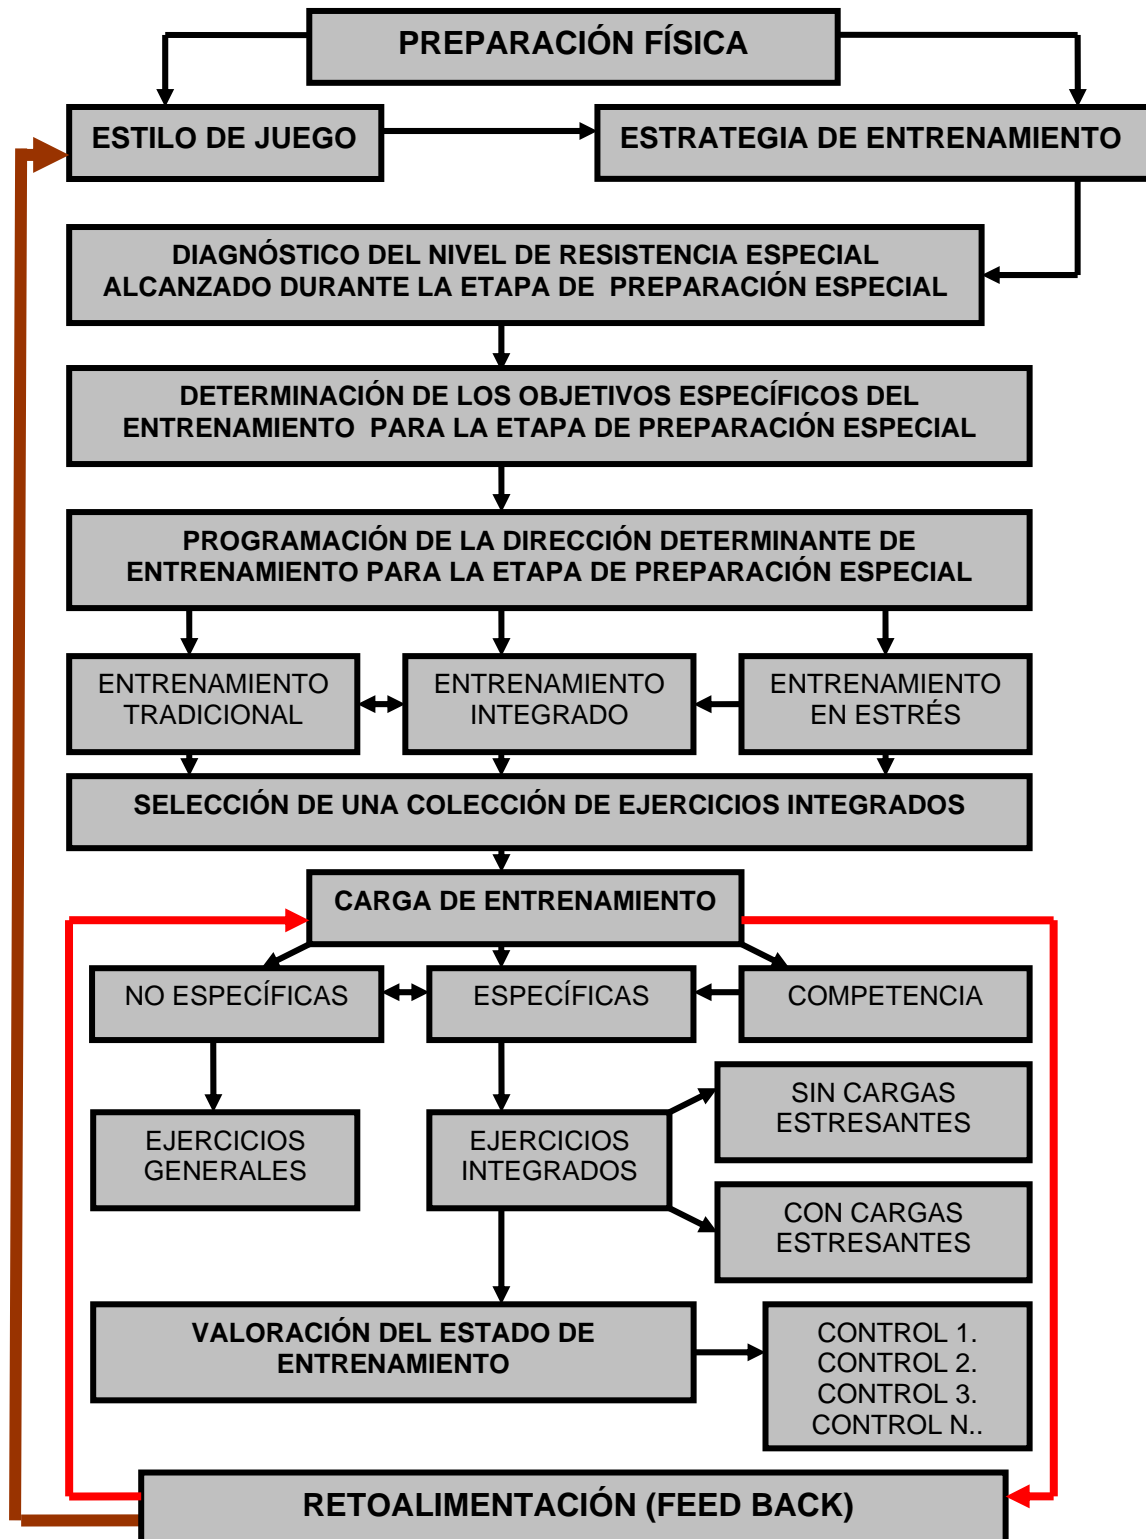 PREPARACIÓN FÍSICA
ESTILO DE JUEGO
ESTRATEGIA DE ENTRENAMIENTO
DIAGNÓSTICO DEL NIVEL DE RESISTENCIA ESPECIAL
ALCANZADO DURANTE LA ETAPA DE PREPARACIÓN ESPECIAL
DETERMINACIÓN DE LOS OBJETIVOS ESPECÍFICOS DEL
ENTRENAMIENTO PARA LA ETAPA DE PREPARACIÓN ESPECIAL
PROGRAMACIÓN DE LA DIRECCIÓN DETERMINANTE DE
ENTRENAMIENTO PARA LA ETAPA DE PREPARACIÓN ESPECIAL
ENTRENAMIENTO
TRADICIONAL
ENTRENAMIENTO
INTEGRADO
ENTRENAMIENTO
EN ESTRÉS
SELECCIÓN DE UNA COLECCIÓN DE EJERCICIOS INTEGRADOS
CARGA DE ENTRENAMIENTO
NO ESPECÍFICAS
ESPECÍFICAS
COMPETENCIA
SIN CARGAS
ESTRESANTES
EJERCICIOS
GENERALES
EJERCICIOS
INTEGRADOS
CON CARGAS
ESTRESANTES
VALORACIÓN DEL ESTADO DE
ENTRENAMIENTO
CONTROL 1.
CONTROL 2.
CONTROL 3.
CONTROL N..
RETOALIMENTACIÓN (FEED BACK)